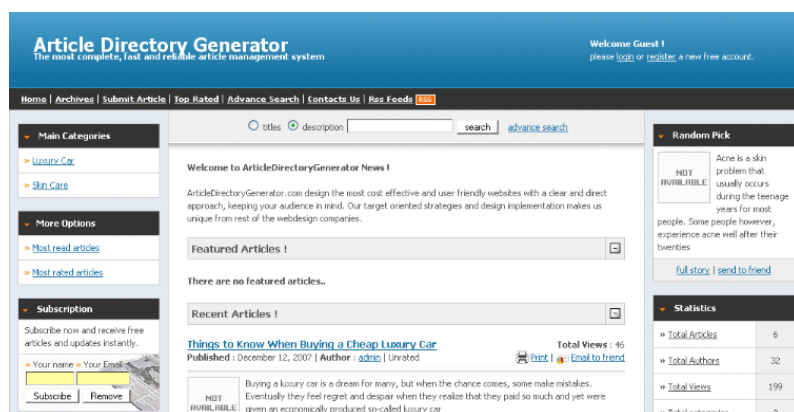 Article Directory Generator
The most complete, fast and reliable article management system
Welcome Guest !
please login or register a new free account.
Home | Archives | Submit Article | Top Rated | Advance Search | Contacts Us | Rss Feeds RSS
Main Categories
» Luxury Car
» Skin Care
More Options
» Most read articles
» Most rated articles
Subscription
Subscribe now and receive free
articles and updates instantly.
» Your name » Your Email
Subscribe Remove
titles description search advance search
Welcome to ArticleDirectoryGenerator News !
ArticleDirectoryGenerator.com design the most cost effective and user friendly websites with a clear and direct
approach, keeping your audience in mind. Our target oriented strategies and design implementation makes us
unique from rest of the webdesign companies.
Featured Articles !
There are no featured articles..
Recent Articles !
Things to Know When Buying a Cheap Luxury Car
Total Views : 46
Published : December 12, 2007 | Author : admin | Unrated
Print | Email to friend
NOT
AVAILABLE
Buying a luxury car is a dream for many, but when the chance comes, some make mistakes.
Eventually they feel regret and despair when they realize that they paid so much and yet were
given an economically produced so-called luxury car
Random Pick
NOT
AVAILABLE
Acne is a skin
problem that
usually occurs
during the teenage
years for most
people. Some people however,
experience acne well after their
twenties
full story | send to friend
Statistics
» Total Articles 6
» Total Authors 32
» Total Views 199